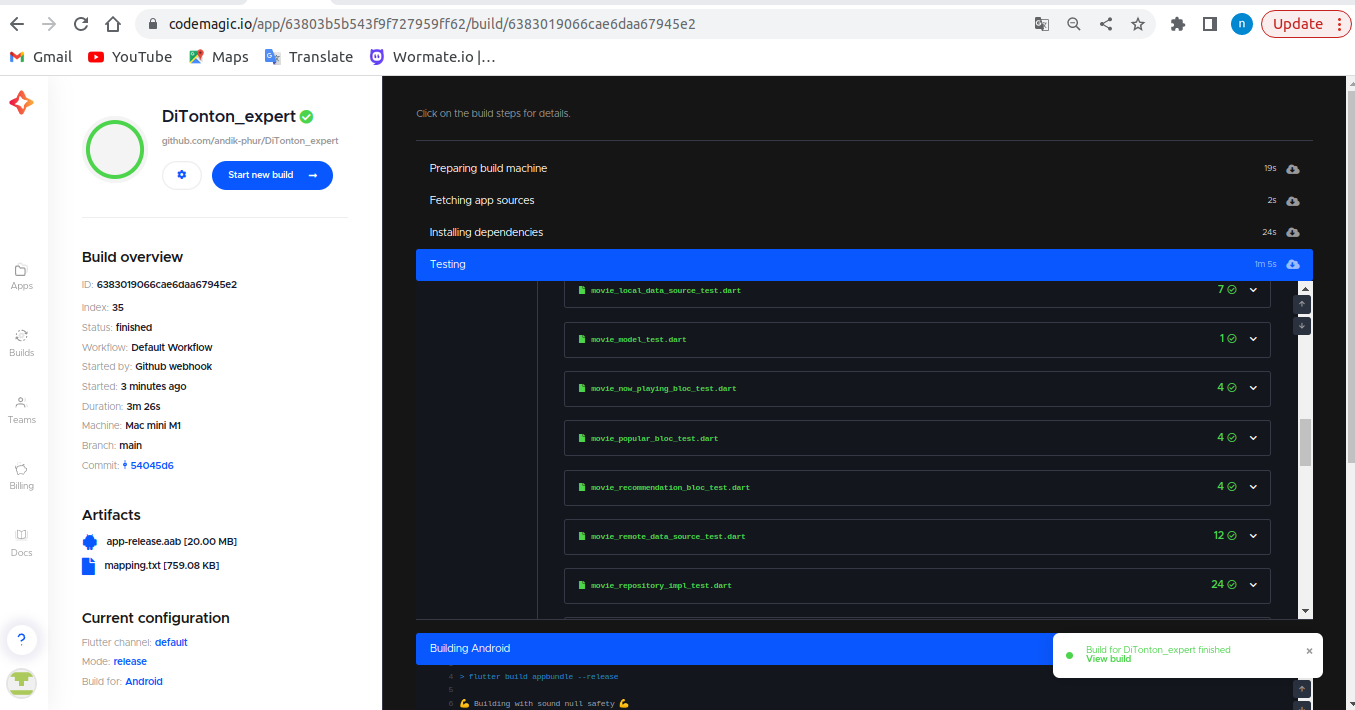 codemagic.io/app/63803b5b543f9f727959ff62/build/6383019066cae6daa67945e2
n
Update
Gmail
YouTube
Maps
Translate
Wormate.io |...
DiTonton_expert
github.com/andik-phur/DiTonton_expert
Start new build →
Build overview
ID: 6383019066cae6daa67945e2
Index: 35
Status: finished
Workflow: Default Workflow
Started by: Github webhook
Started: 3 minutes ago
Duration: 3m 26s
Machine: Mac mini M1
Branch: main
Commit: 54045d6
Artifacts
app-release.aab [20.00 MB]
mapping.txt [759.08 KB]
Current configuration
Flutter channel: default
Mode: release
Build for: Android
Apps
Builds
Teams
Billing
Docs
?
Click on the build steps for details.
Preparing build machine 19s
Fetching app sources 2s
Installing dependencies 24s
Testing 1m 5s
movie_local_data_source_test.dart 7
movie_model_test.dart 1
movie_now_playing_bloc_test.dart 4
movie_popular_bloc_test.dart 4
movie_recommendation_bloc_test.dart 4
movie_remote_data_source_test.dart 12
movie_repository_impl_test.dart 24
Building Android
4 > flutter build appbundle --release
5
6 💪 Building with sound null safety 💪
Build for DiTonton_expert finished
View build